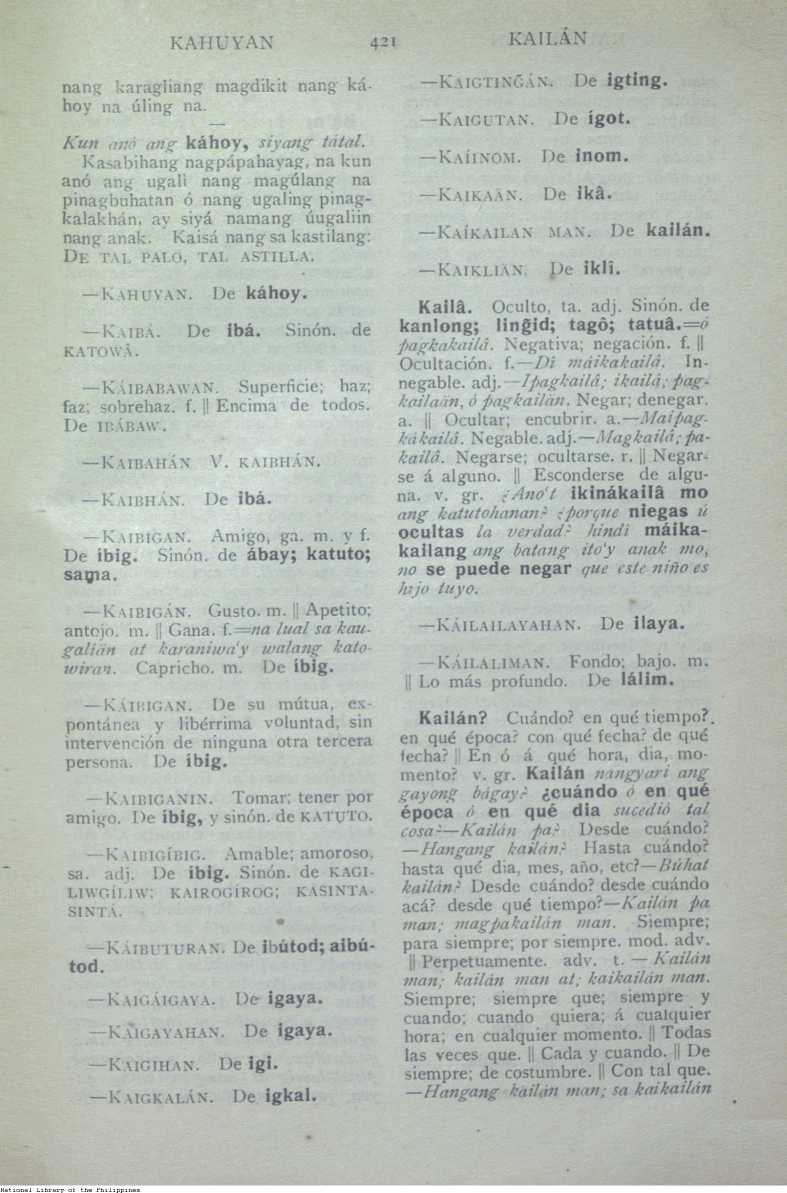 KAHUYAN
421
KAILÁN
nang karagliang magdikit nang ká-
hoy na úling na.
Kun anó ang káhoy, siyang tátal.
Kasabihang nagpápahayag, na kun
anó ang ugali nang magúlang na
pinagbuhatan ó nang ugaling pinag-
kalakhán, ay siyá namang úugaliin
nang anak. Kaisá nang sa kastilang:
DE TAL PALO, TAL ASTILLA.
—KAHUYAN. De káhoy.
—KAIBÁ. De ibá. Sinón. de
KATOWÂ.
—KÁIBABAWAN. Superficie; haz;
faz; sobrehaz. f. || Encima de todos.
De IBÁBAW.
—KAIBAHÁN V. KAIBHÁN.
—KAIBHÁN. De ibá.
—KAIBIGAN. Amigo, ga. m. y f.
De ibig. Sinón. de ábay; katuto;
sama.
—KAIBIGÁN. Gusto. m. || Apetito;
antojo. m. || Gana. f.=na lual sa kau-
galián at karaniwa'y walang kato-
wiran. Capricho. m. De íbig.
—KÁIBIGAN. De su mútua, ex-
pontánea y libérrima voluntad, sin
intervención de ninguna otra tercera
persona. De íbig.
—KAIBIGANIN. Tomar; tener por
amigo. De íbig, y sinón. de KATUTO.
—KAIBIGÍBIG. Amable; amoroso,
sa. adj. De íbig. Sinón. de KAGI-
LIWGÍLIW; KAIROGÍROG; KASINTA-
SINTÁ.
—KÁIBUTURAN. De ibútod; aibú-
tod.
—KAIGÁIGAYA. De igaya.
—KAIGAYAHAN. De igaya.
—KAIGIHAN. De igi.
—KAIGKALÁN. De igkal.
—KAIGTINGÁN. De igting.
—KAIGUTAN. De ígot.
—KAÍINOM. De inom.
—KAIKAÁN. De ikâ.
—KAÍKAILAN MAN. De kailán.
—KAIKLIÁN. De iklî.
Kailâ. Oculto, ta. adj. Sinón. de
kanlong; ling̃id; tagô; tatuâ.=ó
pagkakailâ. Negativa; negación. f. ||
Ocultación. f.—Dî máikakailâ. In-
negable. adj.—Ipagkailâ; ikailâ; pag-
kailaán, ó pagkailán. Negar; denegar.
a. || Ocultar; encubrir. a.—Maipag-
kákailâ. Negable. adj.—Magkailâ; pa-
kailâ. Negarse; ocultarse. r. || Negar-
se á alguno. || Esconderse de algu-
na. v. gr. ¿Anó't ikinákailâ mo
ang katutohanan? ¿porque niegas ú
ocultas la verdad? hindi máika-
kailang ang batang ito'y anak mo,
no se puede negar que este niño es
hijo tuyo.
—KÁILAILAYAHAN. De ilaya.
—KÁILALIMAN. Fondo; bajo. m.
|| Lo más profundo. De lálim.
Kailán? Cuándo? en qué tiempo?
en qué época? con qué fecha? de qué
fecha? || En ó á qué hora, dia, mo-
mento? v. gr. Kailán nangyari ang
gayong bágay? ¿cuándo ó en qué
época ó en qué dia sucedió tal
cosa?—Kailán pa? Desde cuándo?
—Hangang kailán? Hasta cuándo?
hasta qué dia, mes, año, etc?—Búhat
kailán? Desde cuándo? desde cuándo
acá? desde qué tiempo?—Kailán pa
man; magpakailán man. Siempre;
para siempre; por siempre. mod. adv.
|| Perpetuamente. adv. t. — Kailán
man; kailán man at; kaikailán man.
Siempre; siempre que; siempre y
cuando; cuando quiera; á cualquier
hora; en cualquier momento. || Todas
las veces que. || Cada y cuando. || De
siempre; de costumbre. || Con tal que.
—Hangang kailán man; sa kaikailán
National Library of the Philippines